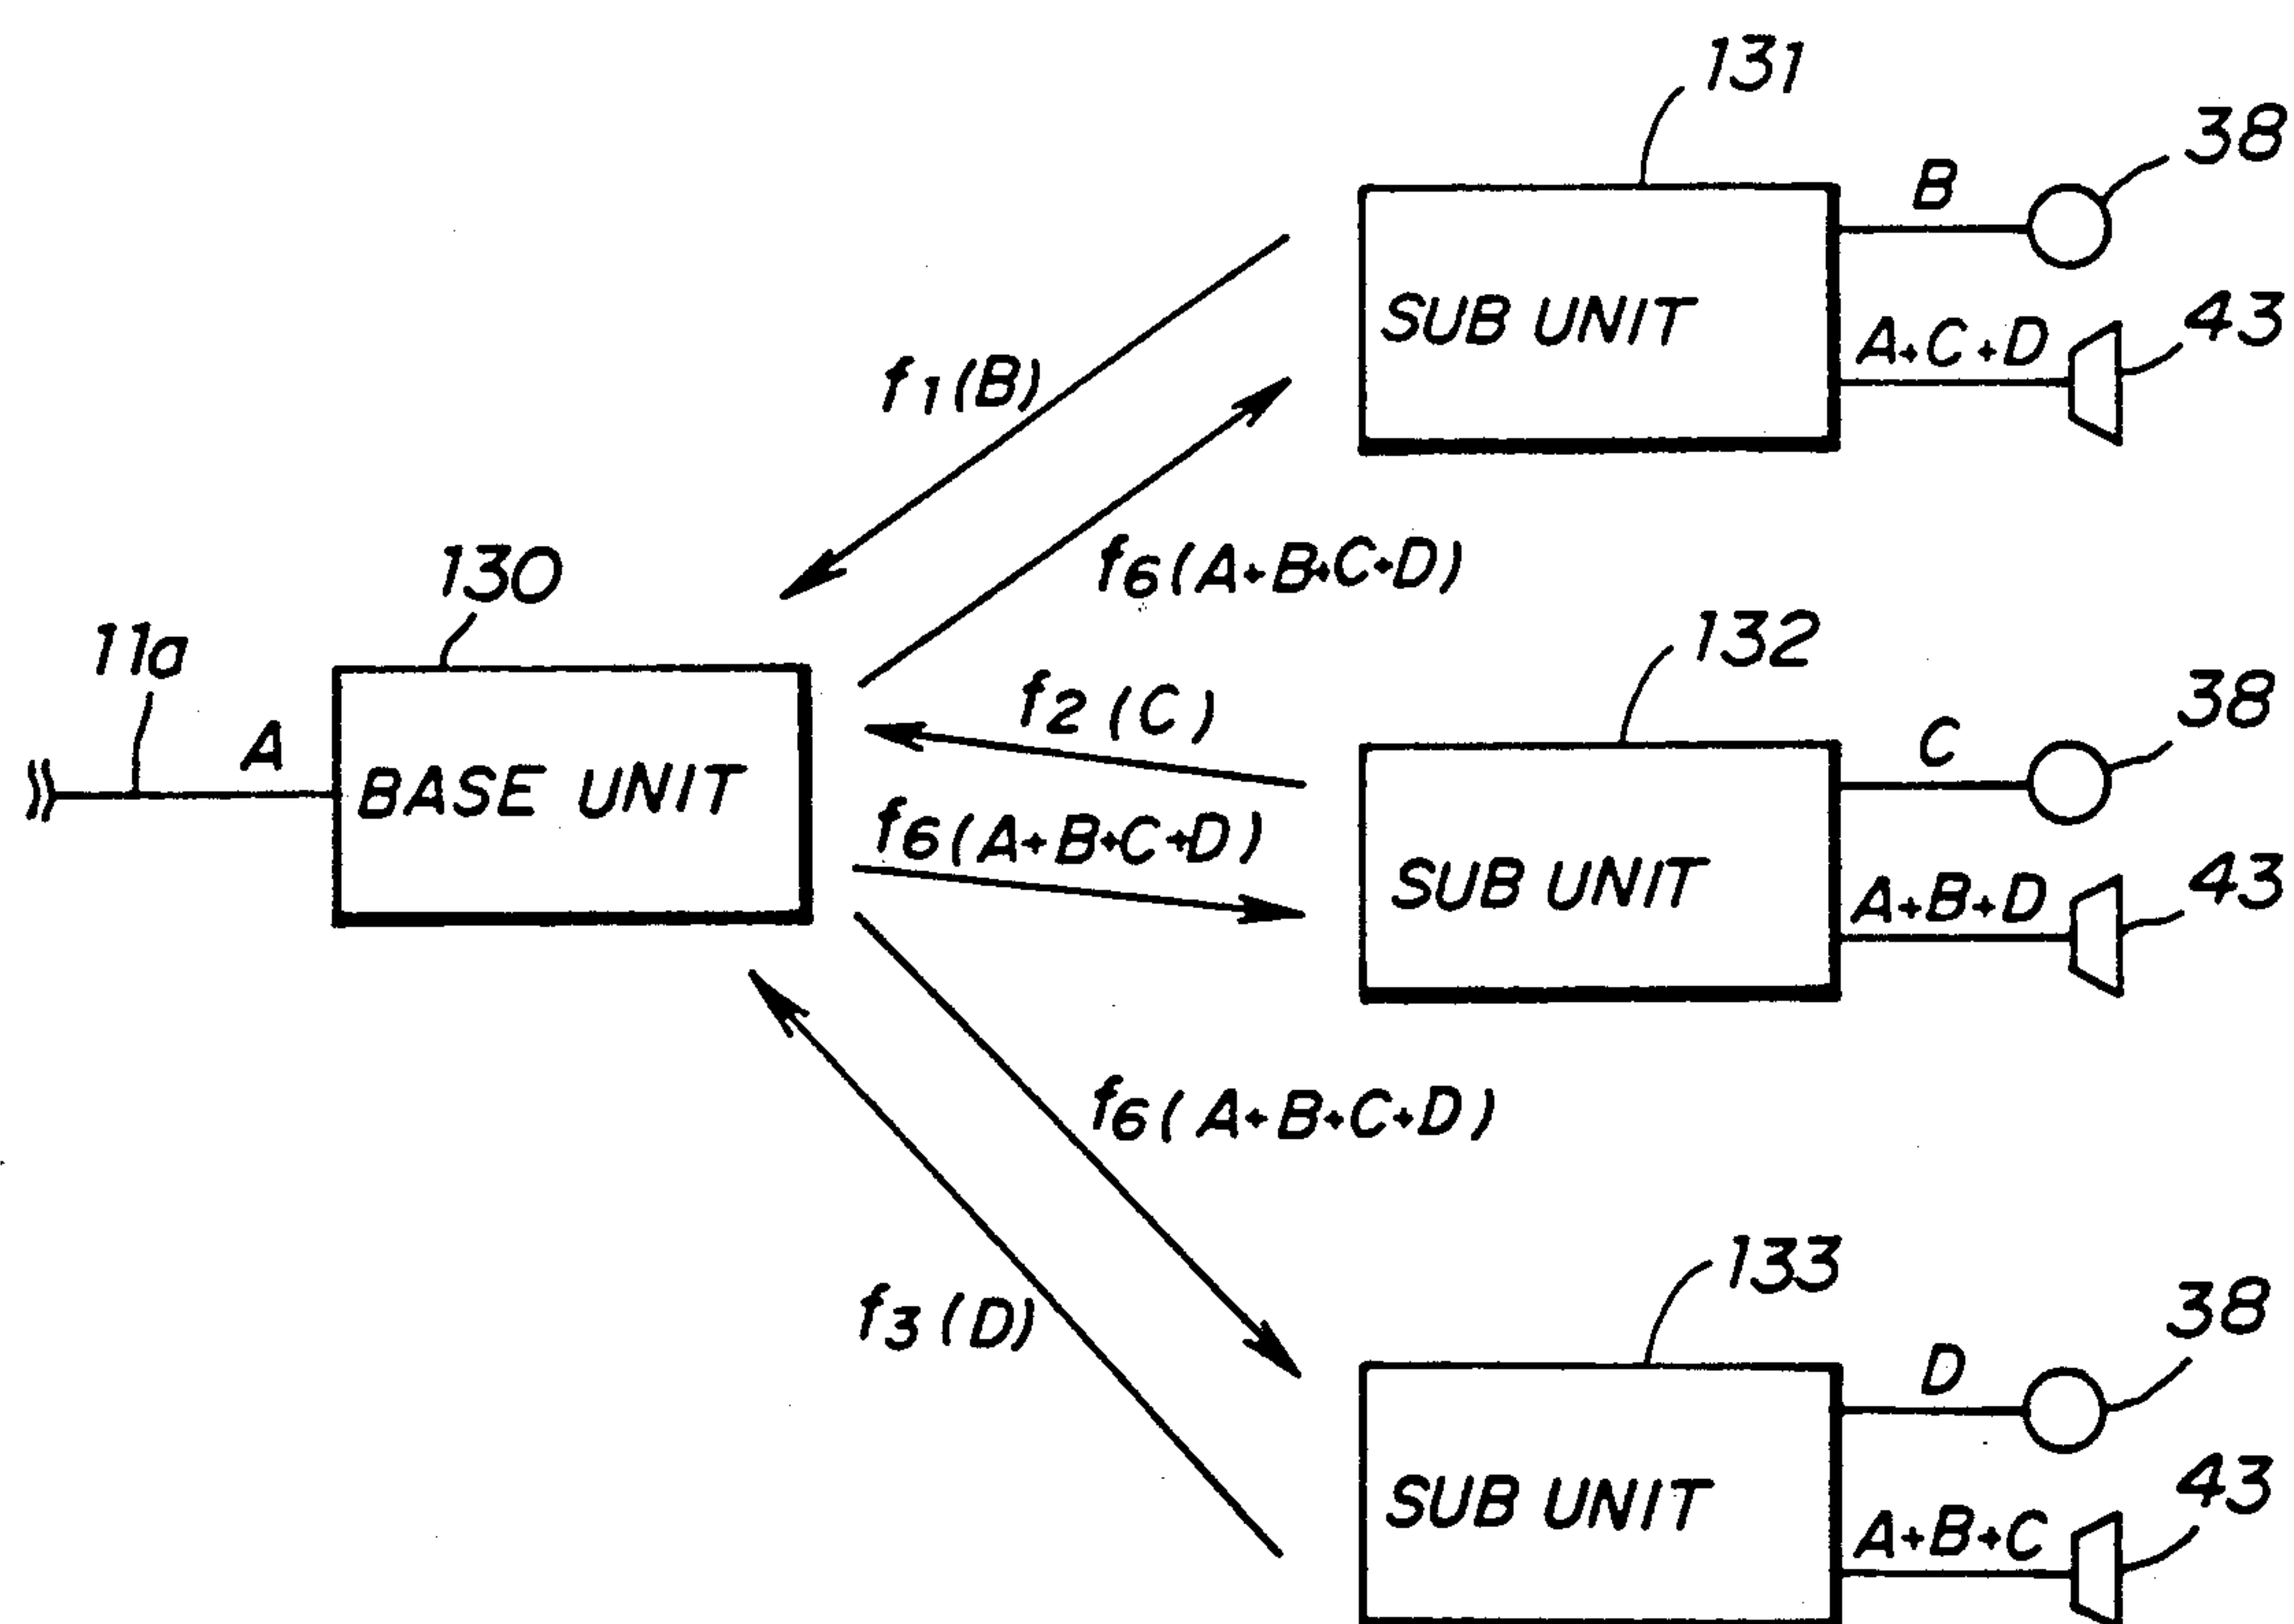 131
38
B
SUB UNIT
A+C+D
43
f1(B)
f6(A+B+C+D)
130
11a
A
BASE UNIT
132
38
f2(C)
C
f6(A+B+C+D)
SUB UNIT
A+B+D
43
f6(A+B+C+D)
133
38
f3(D)
D
SUB UNIT
A+B+C
43